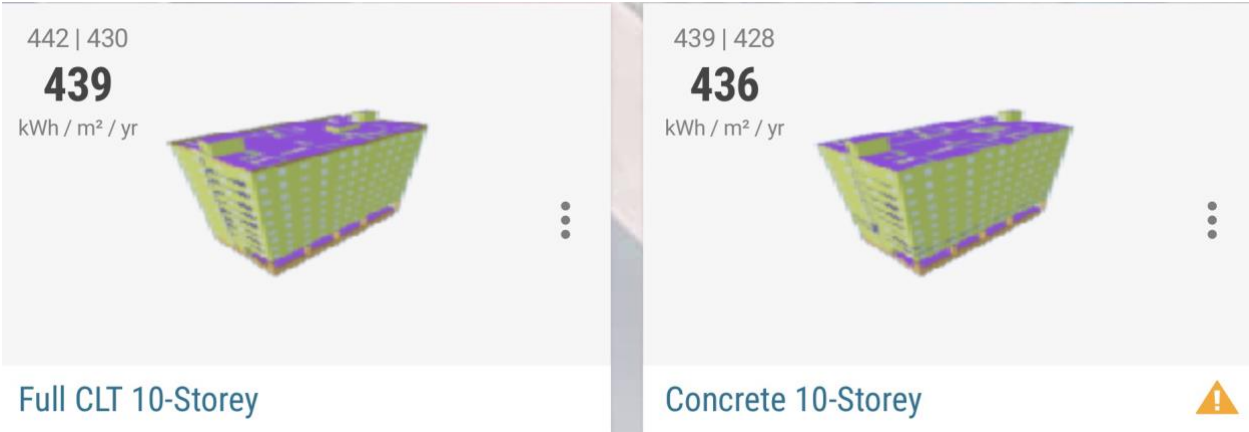 442 | 430
439
kWh / m² / yr
Full CLT 10-Storey
439 | 428
436
kWh / m² / yr
Concrete 10-Storey